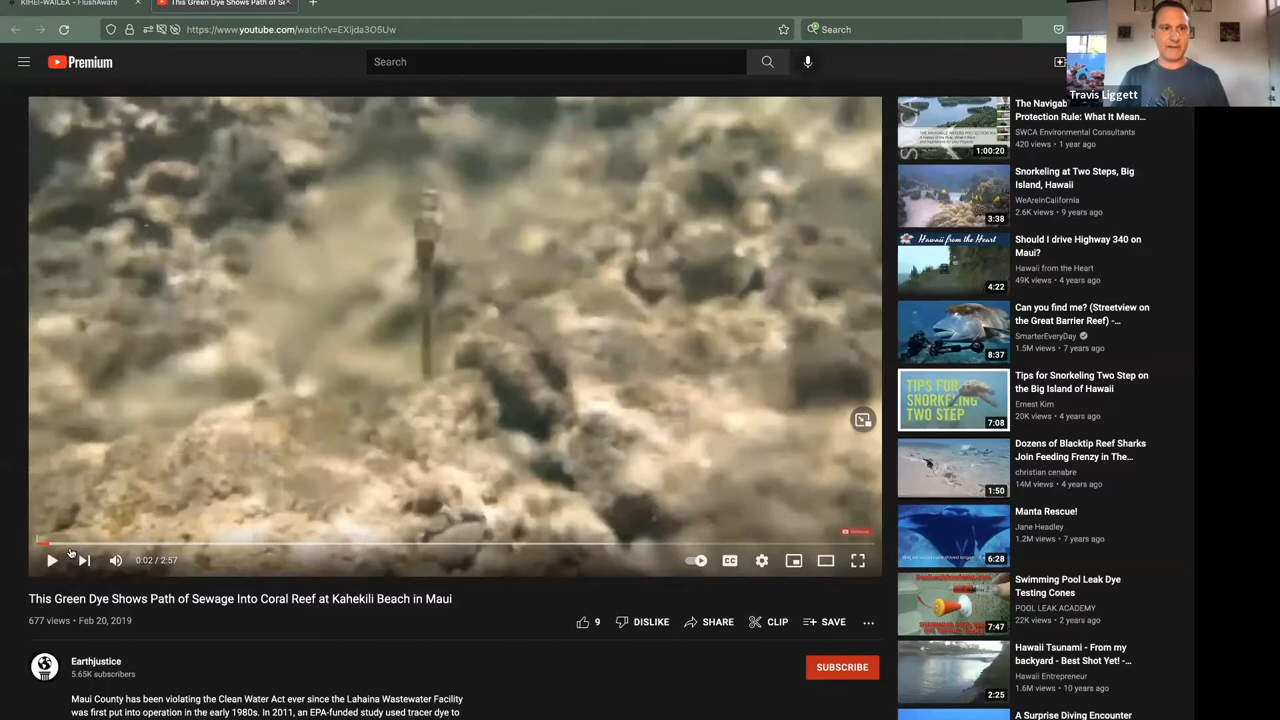 KIHEI-WAILEA - FlushAware
This Green Dye Shows Path of Se
https://www.youtube.com/watch?v=EXljda3O5Uw
Search
Premium
Search
Travis Liggett
The Navigab
Protection Rule: What It Mean...
SWCA Environmental Consultants
420 views • 1 year ago
1:00:20
Snorkeling at Two Steps, Big
Island, Hawaii
WeAreInCalifornia
2.6K views • 9 years ago
3:38
Hawaii from the Heart
Should I drive Highway 340 on
Maui?
Hawaii from the Heart
49K views • 4 years ago
4:22
Can you find me? (Streetview on
the Great Barrier Reef) -...
SmarterEveryDay
1.5M views • 7 years ago
8:37
TIPS FOR
SNORKELING
TWO STEP
Tips for Snorkeling Two Step on
the Big Island of Hawaii
Ernest Kim
20K views • 4 years ago
7:08
Dozens of Blacktip Reef Sharks
Join Feeding Frenzy in The...
christian cenabre
14M views • 4 years ago
1:50
Manta Rescue!
Jane Headley
1.2M views • 7 years ago
6:28
Swimming Pool Leak Dye
Testing Cones
POOL LEAK ACADEMY
22K views • 2 years ago
7:47
Hawaii Tsunami - From my
backyard - Best Shot Yet! -...
Hawaii Entrepreneur
1.6M views • 10 years ago
2:25
A Surprise Diving Encounter
0:02 / 2:57
CC
This Green Dye Shows Path of Sewage Into Coral Reef at Kahekili Beach in Maui
677 views • Feb 20, 2019
9
DISLIKE
SHARE
CLIP
SAVE
Earthjustice
5.65K subscribers
SUBSCRIBE
Maui County has been violating the Clean Water Act ever since the Lahaina Wastewater Facility
was first put into operation in the early 1980s. In 2011, an EPA-funded study used tracer dye to